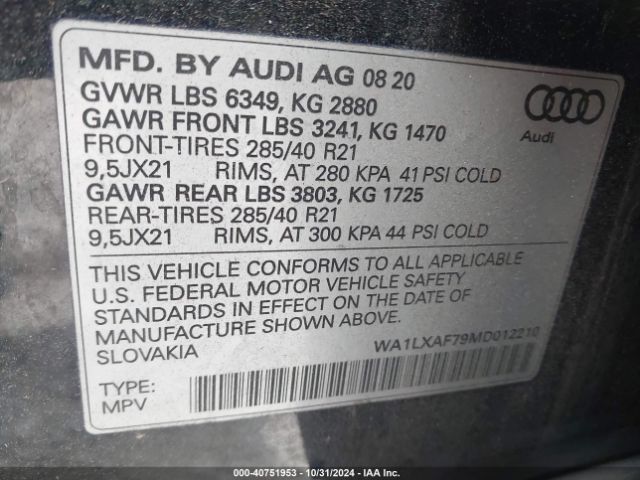 MFD. BY AUDI AG 08 20
GVWR LBS 6349, KG 2880
GAWR FRONT LBS 3241, KG 1470
FRONT-TIRES 285/40 R21
9,5JX21 RIMS, AT 280 KPA 41 PSI COLD
GAWR REAR LBS 3803, KG 1725
REAR-TIRES 285/40 R21
9,5JX21 RIMS, AT 300 KPA 44 PSI COLD
Audi
THIS VEHICLE CONFORMS TO ALL APPLICABLE
U.S. FEDERAL MOTOR VEHICLE SAFETY
STANDARDS IN EFFECT ON THE DATE OF
MANUFACTURE SHOWN ABOVE.
SLOVAKIA
WA1LXAF79MD012210
TYPE:
MPV
000-40751953 - 10/31/2024 - IAA Inc.